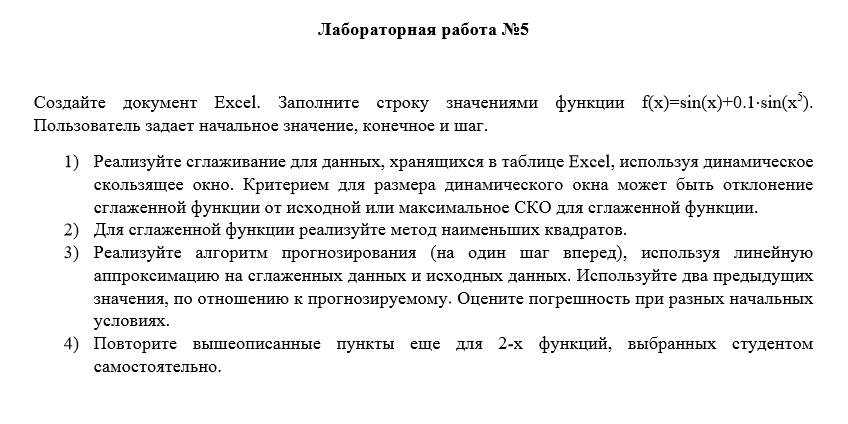 Лабораторная работа №5
Создайте документ Excel. Заполните строку значениями функции f(x)=sin(x)+0.1·sin(x⁵).
Пользователь задает начальное значение, конечное и шаг.
1) Реализуйте сглаживание для данных, хранящихся в таблице Excel, используя динамическое
скользящее окно. Критерием для размера динамического окна может быть отклонение
сглаженной функции от исходной или максимальное СКО для сглаженной функции.
2) Для сглаженной функции реализуйте метод наименьших квадратов.
3) Реализуйте алгоритм прогнозирования (на один шаг вперед), используя линейную
аппроксимацию на сглаженных данных и исходных данных. Используйте два предыдущих
значения, по отношению к прогнозируемому. Оцените погрешность при разных начальных
условиях.
4) Повторите вышеописанные пункты еще для 2-х функций, выбранных студентом
самостоятельно.